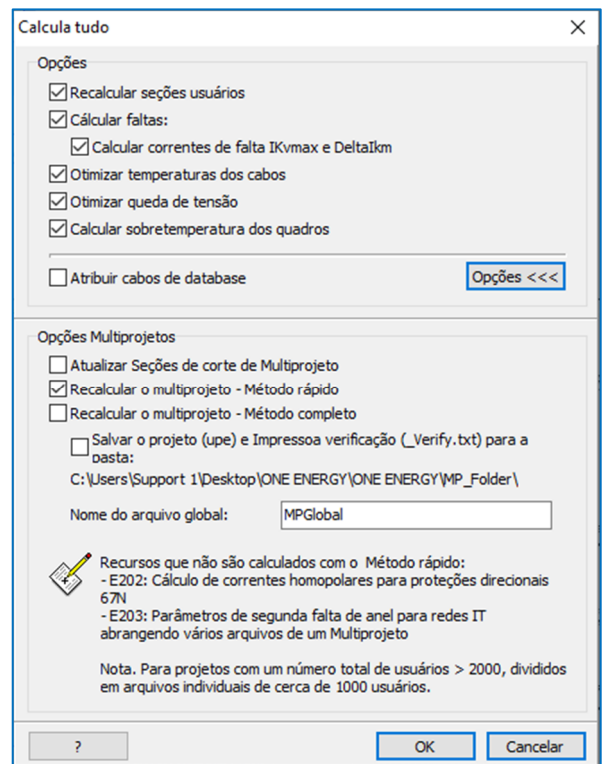 Calcula tudo
Opções
Recalcular seções usuários
Cálcular faltas:
Calcular correntes de falta IKvmax e DeltaIkm
Otimizar temperaturas dos cabos
Otimizar queda de tensão
Calcular sobretemperatura dos quadros
Atribuir cabos de database
Opções <<<
Opções Multiprojetos
Atualizar Seções de corte de Multiprojeto
Recalcular o multiprojeto - Método rápido
Recalcular o multiprojeto - Método completo
Salvar o projeto (upe) e Impressoa verificação (_Verify.txt) para a
pasta:
C:\Users\Support 1\Desktop\ONE ENERGY\ONE ENERGY\MP_Folder\
Nome do arquivo global:
MPGlobal
Recursos que não são calculados com o  Método rápido:
- E202: Cálculo de correntes homopolares para proteções direcionais
67N
- E203: Parâmetros de segunda falta de anel para redes IT
abrangendo vários arquivos de um Multiprojeto
Nota. Para projetos com um número total de usuários > 2000, divididos
em arquivos individuais de cerca de 1000 usuários.
?
OK
Cancelar